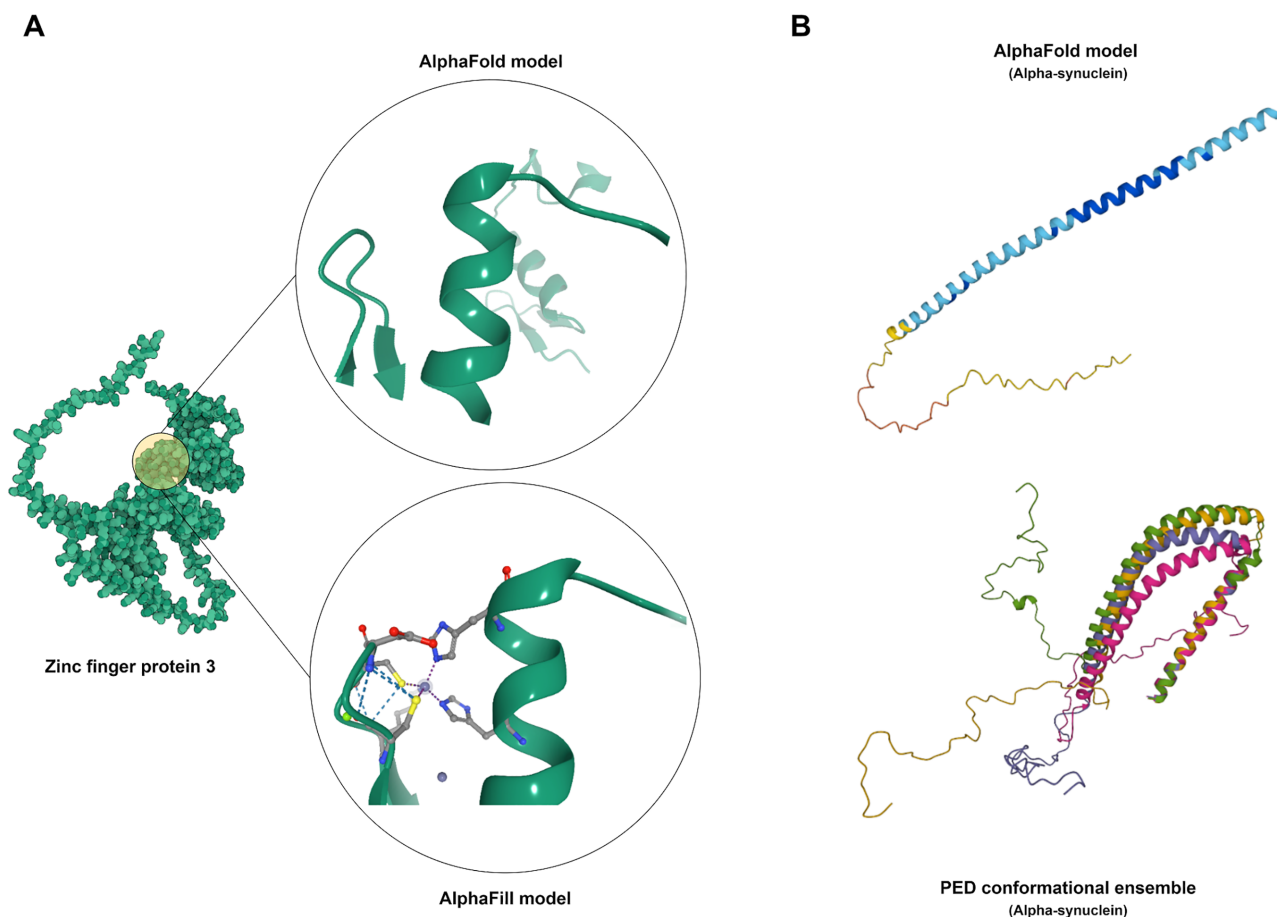 A
AlphaFold model
Zinc finger protein 3
AlphaFill model
B
AlphaFold model
(Alpha-synuclein)
PED conformational ensemble
(Alpha-synuclein)